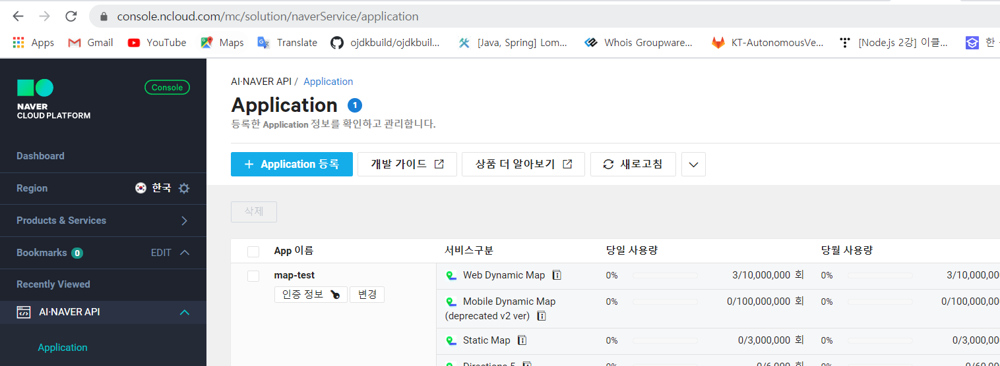 console.ncloud.com/mc/solution/naverService/application
Apps Gmail YouTube Maps Translate ojdkbuild/ojdkbuil... [Java, Spring] Lom... Whois Groupware... KT-AutonomousVe... [Node.js 2강] 이클... 한
NAVER
CLOUD PLATFORM
Console
Dashboard
Region 한국
Products & Services
Bookmarks 0 EDIT
Recently Viewed
AI·NAVER API
Application
AI·NAVER API / Application
Application 1
등록한 Application 정보를 확인하고 관리합니다.
+ Application 등록 개발 가이드 상품 더 알아보기 새로고침
삭제
App 이름 서비스구분 당일 사용량 당월 사용량
map-test
인증 정보 변경
Web Dynamic Map 0% 3/10,000,000 회 0% 3/10,000,00
Mobile Dynamic Map
(deprecated v2 ver) 0% 0/100,000,000 회 0% 0/100,000,00
Static Map 0% 0/3,000,000 회 0% 0/3,000,00
Directions 5 0% 0/6,000 회 0% 0/60,00